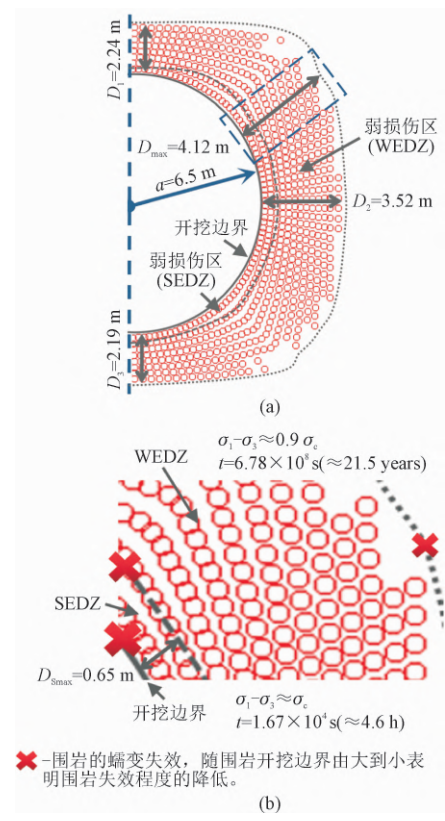 D₁=2.24 m
弱损伤区
(WEDZ)
Dmax=4.12 m
a=6.5 m
D₂=3.52 m
开挖边界
弱损伤区
(SEDZ)
D₃=2.19 m
(a)
σ₁-σ₃≈0.9 σc
t=6.78×10⁸ s(≈21.5 years)
WEDZ
SEDZ
DSmax=0.65 m
σ₁-σ₃≈σc
t=1.67×10⁴ s(≈4.6 h)
开挖边界
-围岩的蠕变失效，随围岩开挖边界由大到小表
明围岩失效程度的降低。
(b)